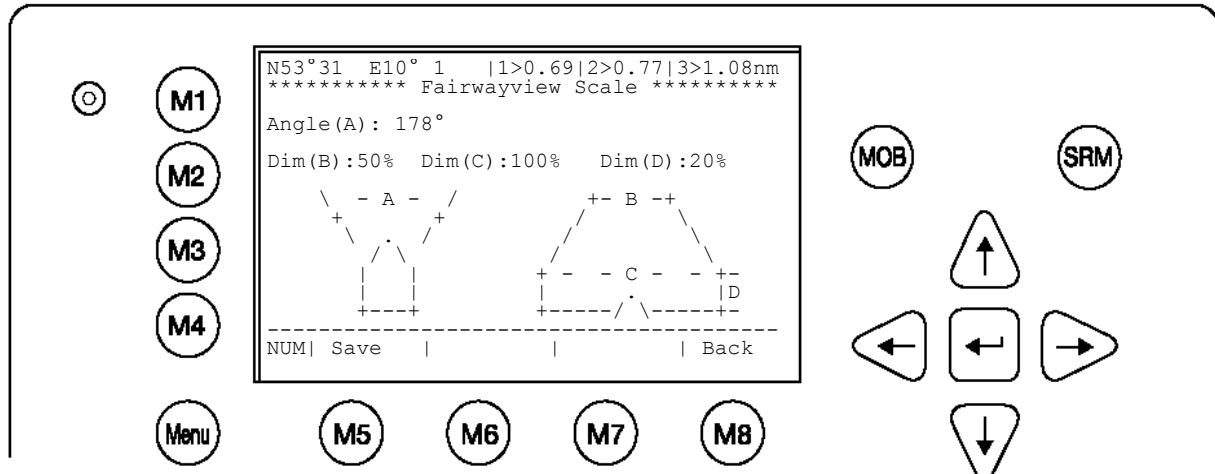 N53°31  E10° 1   |1>0.69|2>0.77|3>1.08nm
*********** Fairwayview Scale **********
Angle(A): 178°
Dim(B):50%  Dim(C):100%   Dim(D):20%
- A -
+- B -+
- - C - - +-
|D
NUM| Save    |          |          | Back
M1
M2
M3
M4
Menu
M5
M6
M7
M8
MOB
SRM